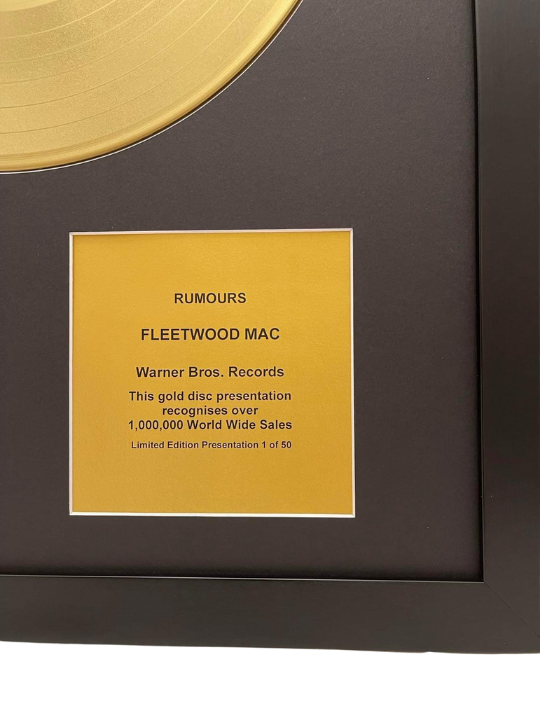 RUMOURS
FLEETWOOD MAC
Warner Bros. Records
This gold disc presentation
recognises over
1,000,000 World Wide Sales
Limited Edition Presentation 1 of 50